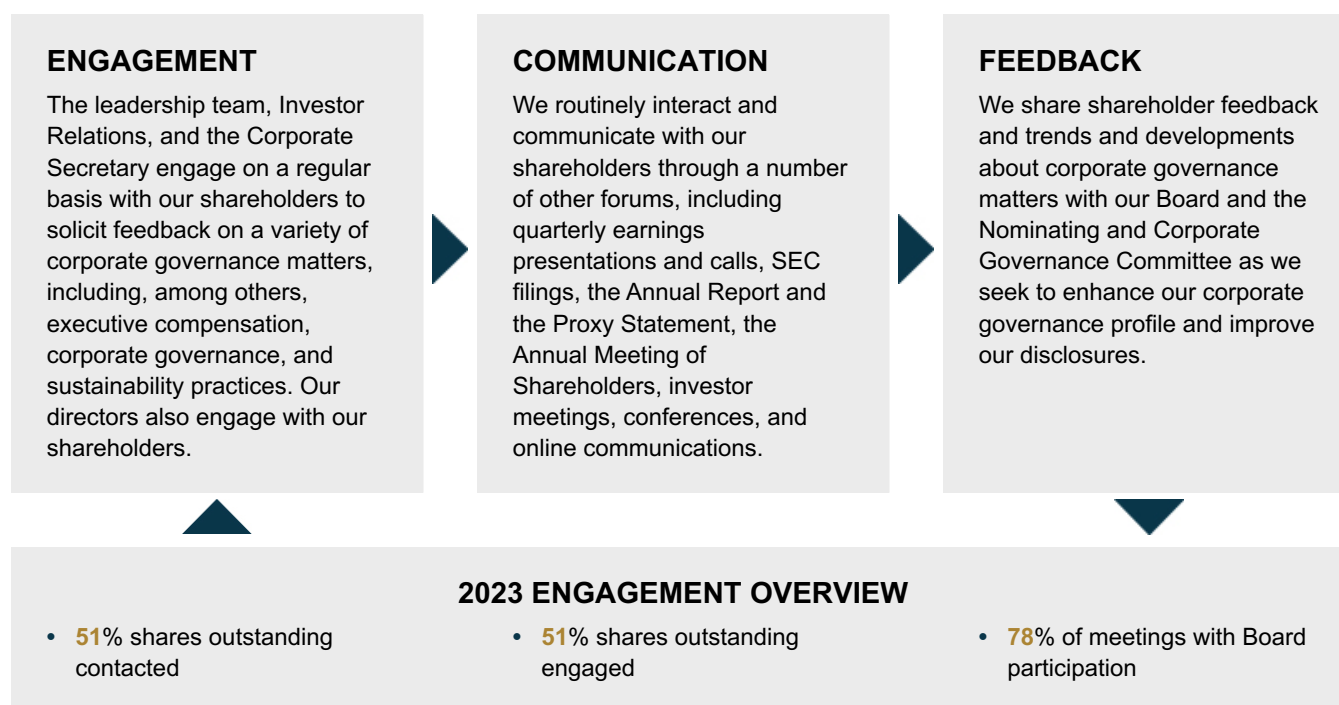 ENGAGEMENT
The leadership team, Investor
Relations, and the Corporate
Secretary engage on a regular
basis with our shareholders to
solicit feedback on a variety of
corporate governance matters,
including, among others,
executive compensation,
corporate governance, and
sustainability practices. Our
directors also engage with our
shareholders.
COMMUNICATION
We routinely interact and
communicate with our
shareholders through a number
of other forums, including
quarterly earnings
presentations and calls, SEC
filings, the Annual Report and
the Proxy Statement, the
Annual Meeting of
Shareholders, investor
meetings, conferences, and
online communications.
FEEDBACK
We share shareholder feedback
and trends and developments
about corporate governance
matters with our Board and the
Nominating and Corporate
Governance Committee as we
seek to enhance our corporate
governance profile and improve
our disclosures.
2023 ENGAGEMENT OVERVIEW
• 51% shares outstanding
contacted
• 51% shares outstanding
engaged
• 78% of meetings with Board
participation